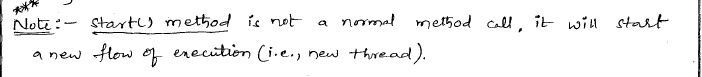 ***
Note :- start() method is not a normal method call, it will start
a new flow of execution (i.e., new thread).